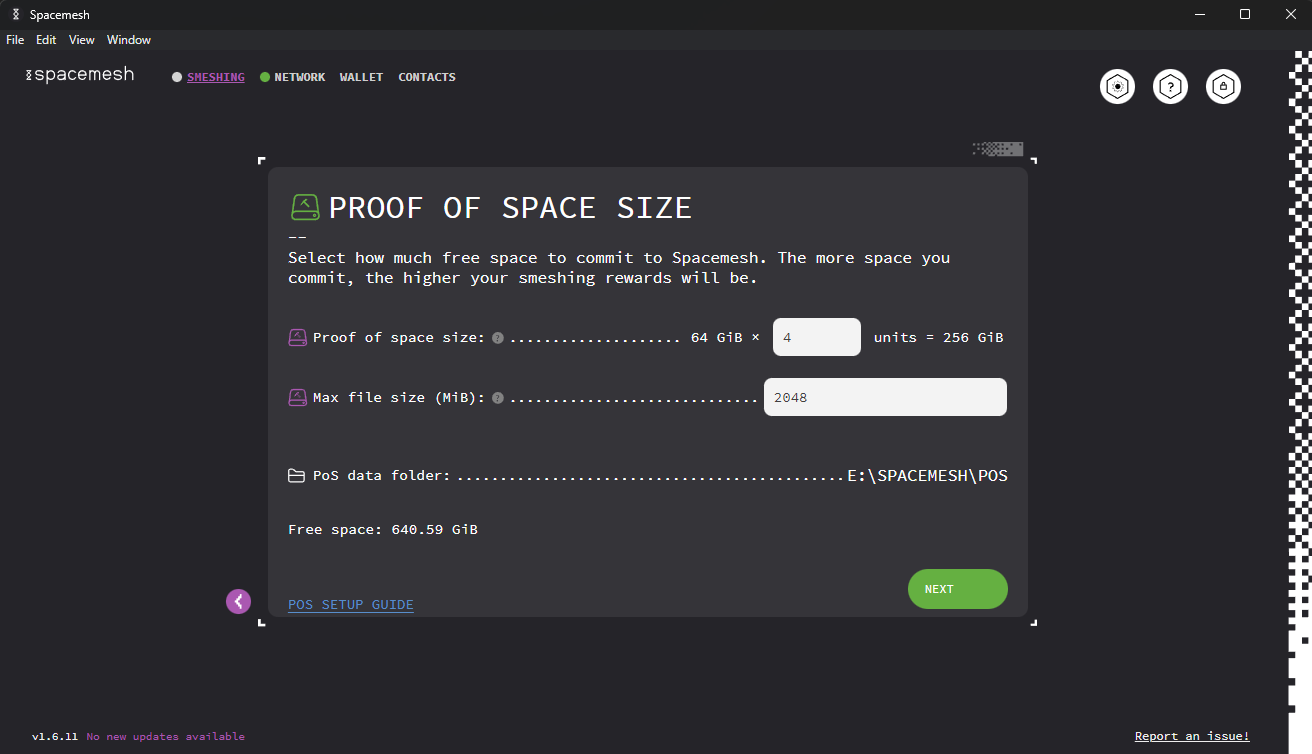 Spacemesh
File Edit View Window
spacemesh
SMESHING NETWORK WALLET CONTACTS
?
PROOF OF SPACE SIZE
--
Select how much free space to commit to Spacemesh. The more space you
commit, the higher your smeshing rewards will be.
Proof of space size: ? .................... 64 GiB × 4 units = 256 GiB
Max file size (MiB): ? ............................. 2048
PoS data folder: ............................................. E:\SPACEMESH\POS
Free space: 640.59 GiB
NEXT
POS SETUP GUIDE
v1.6.11 No new updates available
Report an issue!